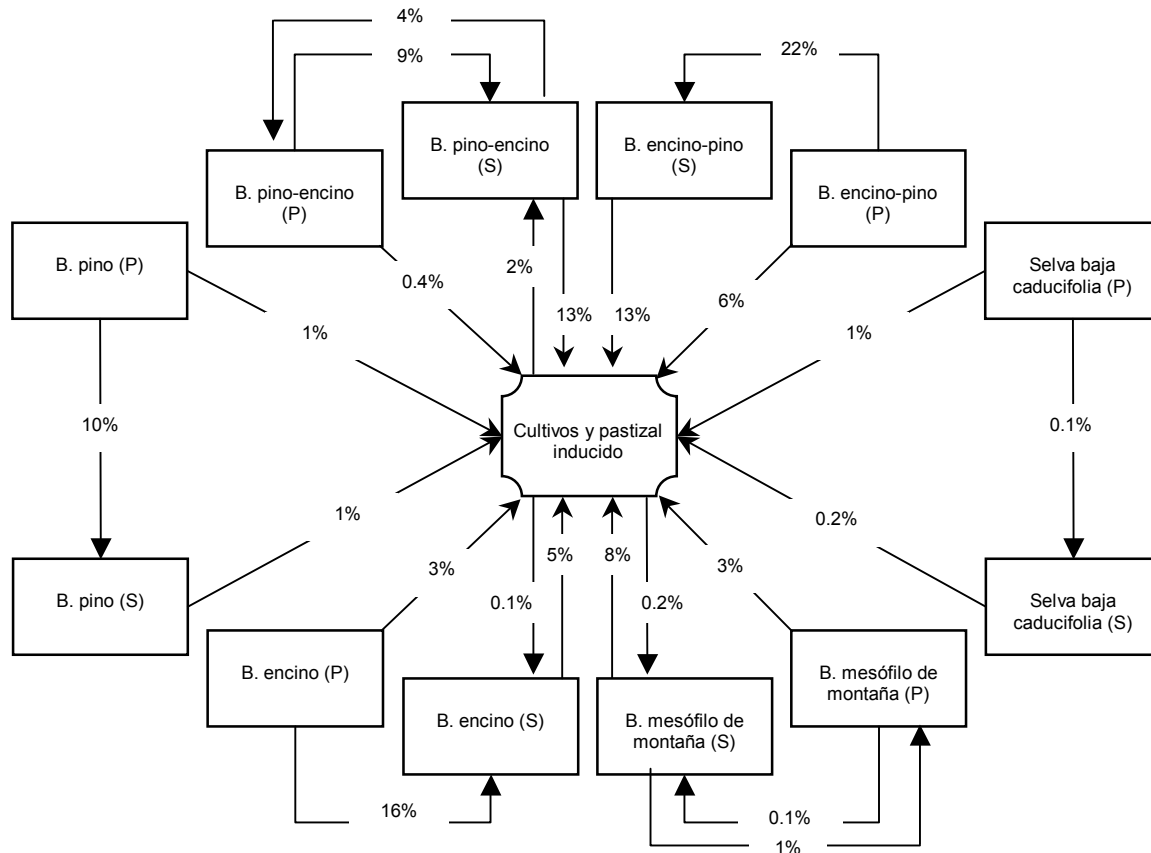 4%
9%
22%
B. pino-encino
(S)
B. encino-pino
(S)
B. pino-encino
(P)
B. encino-pino
(P)
B. pino (P)
Selva baja
caducifolia (P)
0.4%
2%
13%
13%
6%
1%
1%
10%
Cultivos y pastizal
inducido
0.1%
1%
0.2%
3%
5%
8%
3%
0.1%
0.2%
B. pino (S)
Selva baja
caducifolia (S)
B. encino (P)
B. mesófilo de
montaña (P)
B. encino (S)
B. mesófilo de
montaña (S)
16%
0.1%
1%